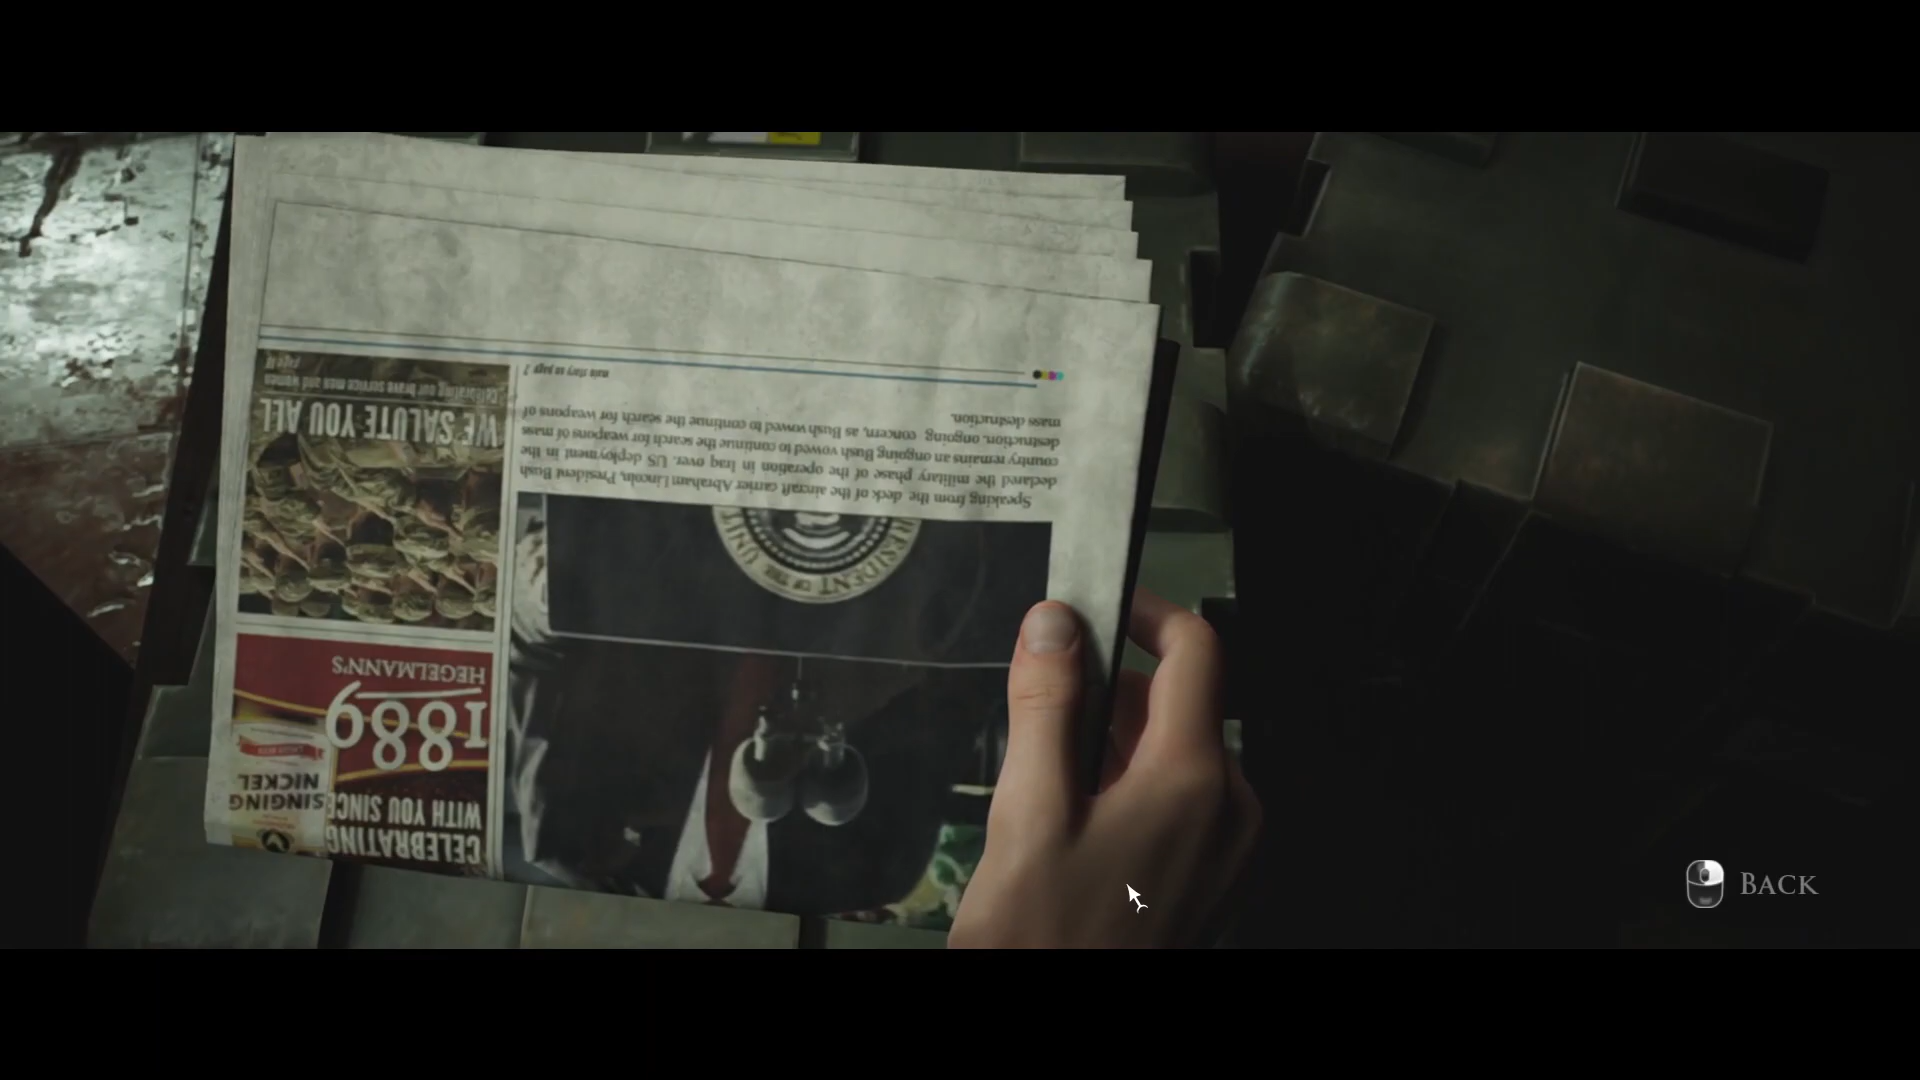 RESIDENT OF THE UNI
Speaking from the deck of the aircraft carrier Abraham Lincoln, President Bush
declared the military phase of the operation in Iraq over. US deployment in the
country remains an ongoing Bush vowed to continue the search for weapons of mass
destruction. ongoing concern, as Bush vowed to continue the search for weapons of
mass destruction.
main story on page 2
CELEBRATING
WITH YOU SINCE
1889
HEGELMANN'S
SINGING
NICKEL
WE SALUTE YOU ALL
Celebrating our brave service men and women
BACK